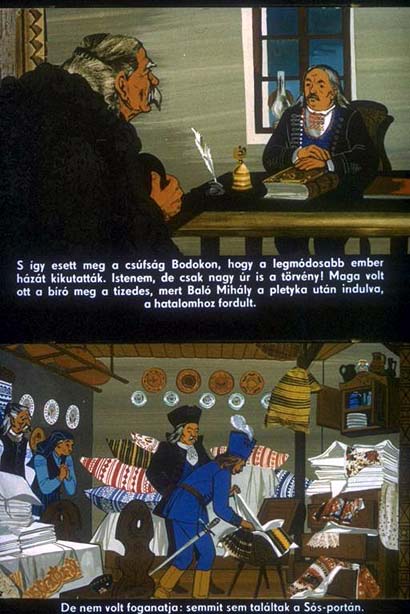 S így esett meg a csúfság Bodokon, hogy a legmódosabb ember
házát kikutatták. Istenem, de csak nagy úr is a törvény! Maga volt
ott a bíró meg a tizedes, mert Baló Mihály a pletyka után indulva,
a hatalomhoz fordult.
De nem volt foganatja: semmit sem találtak a Sós-portán.